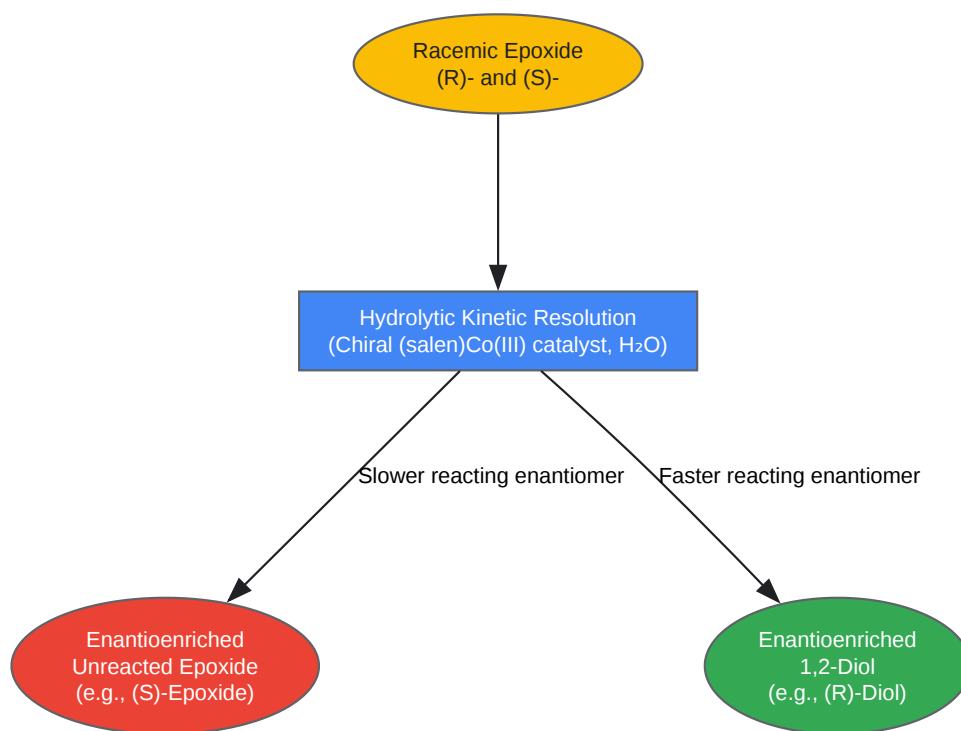 Racemic Epoxide
(R)- and (S)-
Hydrolytic Kinetic Resolution
(Chiral (salen)Co(III) catalyst, H₂O)
Slower reacting enantiomer
Faster reacting enantiomer
Enantioenriched
Unreacted Epoxide
(e.g., (S)-Epoxide)
Enantioenriched
1,2-Diol
(e.g., (R)-Diol)